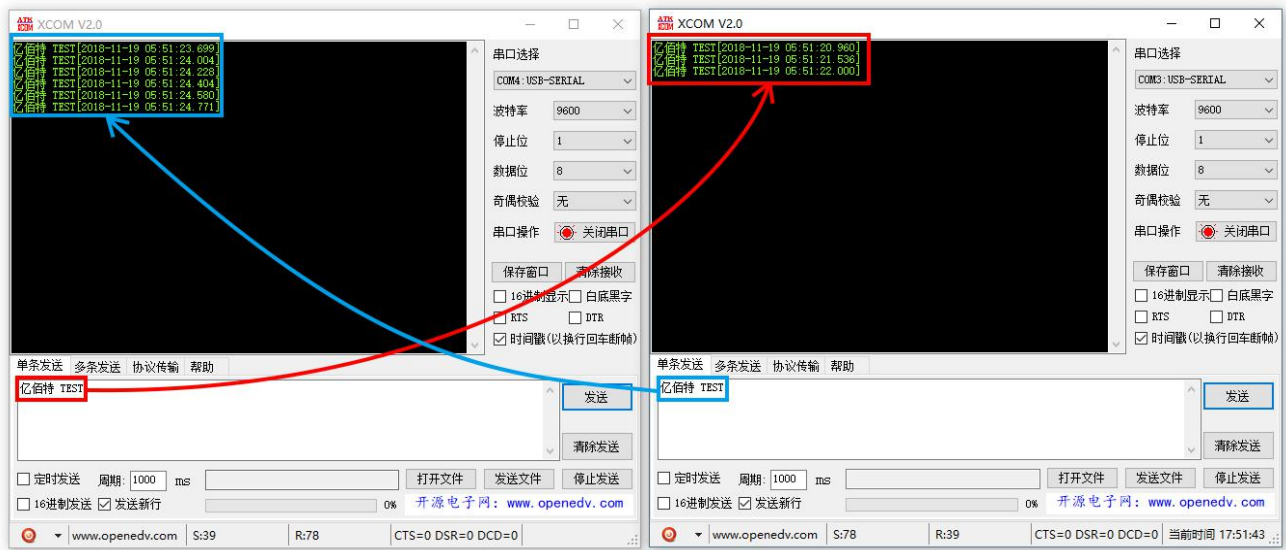 XCOM V2.0
亿佰特 TEST[2018-11-19 05:51:23.699]
亿佰特 TEST[2018-11-19 05:51:24.004]
亿佰特 TEST[2018-11-19 05:51:24.228]
亿佰特 TEST[2018-11-19 05:51:24.404]
亿佰特 TEST[2018-11-19 05:51:24.580]
亿佰特 TEST[2018-11-19 05:51:24.771]
串口选择
COM4:USB-SERIAL
波特率 9600
停止位 1
数据位 8
奇偶校验 无
串口操作 关闭串口
保存窗口 清除接收
16进制显示 白底黑字
RTS DTR
时间戳(以换行回车断帧)
单条发送 多条发送 协议传输 帮助
亿佰特 TEST
发送
清除发送
定时发送 周期: 1000 ms 打开文件 发送文件 停止发送
16进制发送 发送新行 0% 开源电子网: www.openedv.com
www.openedv.com S:39 R:78 CTS=0 DSR=0 DCD=0
ATK XCOM
XCOM V2.0
亿佰特 TEST[2018-11-19 05:51:20.960]
亿佰特 TEST[2018-11-19 05:51:21.536]
亿佰特 TEST[2018-11-19 05:51:22.000]
串口选择
COM3:USB-SERIAL
波特率 9600
停止位 1
数据位 8
奇偶校验 无
串口操作 关闭串口
保存窗口 清除接收
16进制显示 白底黑字
RTS DTR
时间戳(以换行回车断帧)
单条发送 多条发送 协议传输 帮助
亿佰特 TEST
发送
清除发送
定时发送 周期: 1000 ms 打开文件 发送文件 停止发送
16进制发送 发送新行 0% 开源电子网: www.openedv.com
www.openedv.com S:78 R:39 CTS=0 DSR=0 DCD=0 当前时间 17:51:43